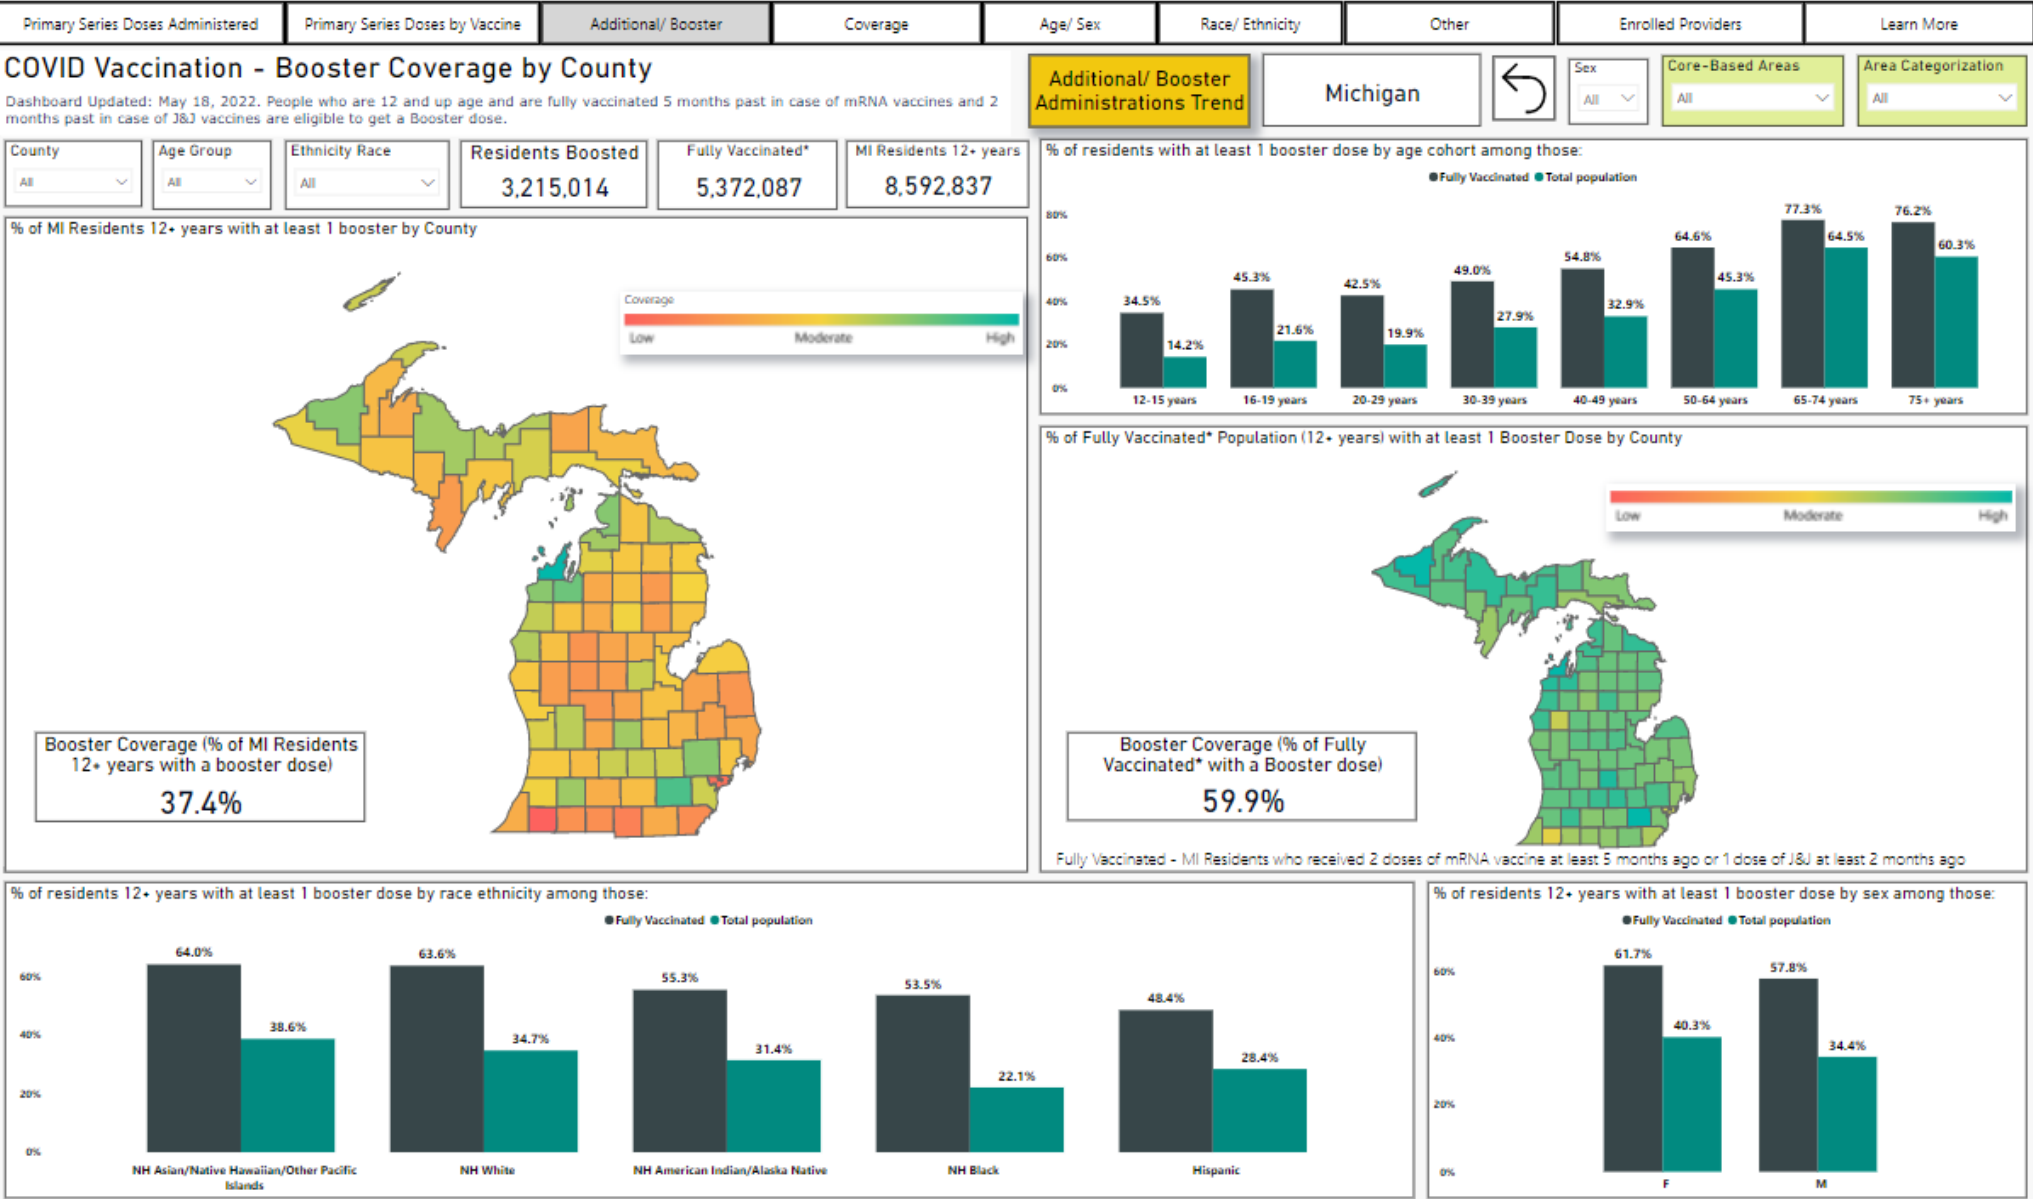 Primary Series Doses Administered
Primary Series Doses by Vaccine
Additional/ Booster
Coverage
Age/ Sex
Race/ Ethnicity
Other
Enrolled Providers
Learn More
COVID Vaccination - Booster Coverage by County
Dashboard Updated: May 18, 2022. People who are 12 and up age and are fully vaccinated 5 months past in case of mRNA vaccines and 2
months past in case of J&J vaccines are eligible to get a Booster dose.
Additional/ Booster
Administrations Trend
Michigan
Sex
All
Core-Based Areas
All
Area Categorization
All
County
All
Age Group
All
Ethnicity Race
All
Residents Boosted
3,215,014
Fully Vaccinated*
5,372,087
MI Residents 12+ years
8,592,837
% of MI Residents 12+ years with at least 1 booster by County
Coverage
Low Moderate High
Booster Coverage (% of MI Residents
12+ years with a booster dose)
37.4%
% of residents with at least 1 booster dose by age cohort among those:
Fully Vaccinated Total population
80%
60%
40%
20%
0%
34.5% 14.2%
45.3% 21.6%
42.5% 19.9%
49.0% 27.9%
54.8% 32.9%
64.6% 45.3%
77.3% 64.5%
76.2% 60.3%
12-15 years 16-19 years 20-29 years 30-39 years 40-49 years 50-64 years 65-74 years 75+ years
% of Fully Vaccinated* Population (12+ years) with at least 1 Booster Dose by County
Low Moderate High
Booster Coverage (% of Fully
Vaccinated* with a Booster dose)
59.9%
Fully Vaccinated - MI Residents who received 2 doses of mRNA vaccine at least 5 months ago or 1 dose of J&J at least 2 months ago
% of residents 12+ years with at least 1 booster dose by race ethnicity among those:
Fully Vaccinated Total population
60%
40%
20%
0%
64.0% 38.6%
63.6% 34.7%
55.3% 31.4%
53.5% 22.1%
48.4% 28.4%
NH Asian/Native Hawaiian/Other Pacific
Islands
NH White
NH American Indian/Alaska Native
NH Black
Hispanic
% of residents 12+ years with at least 1 booster dose by sex among those:
Fully Vaccinated Total population
60%
40%
20%
0%
61.7% 40.3%
57.8% 34.4%
F M